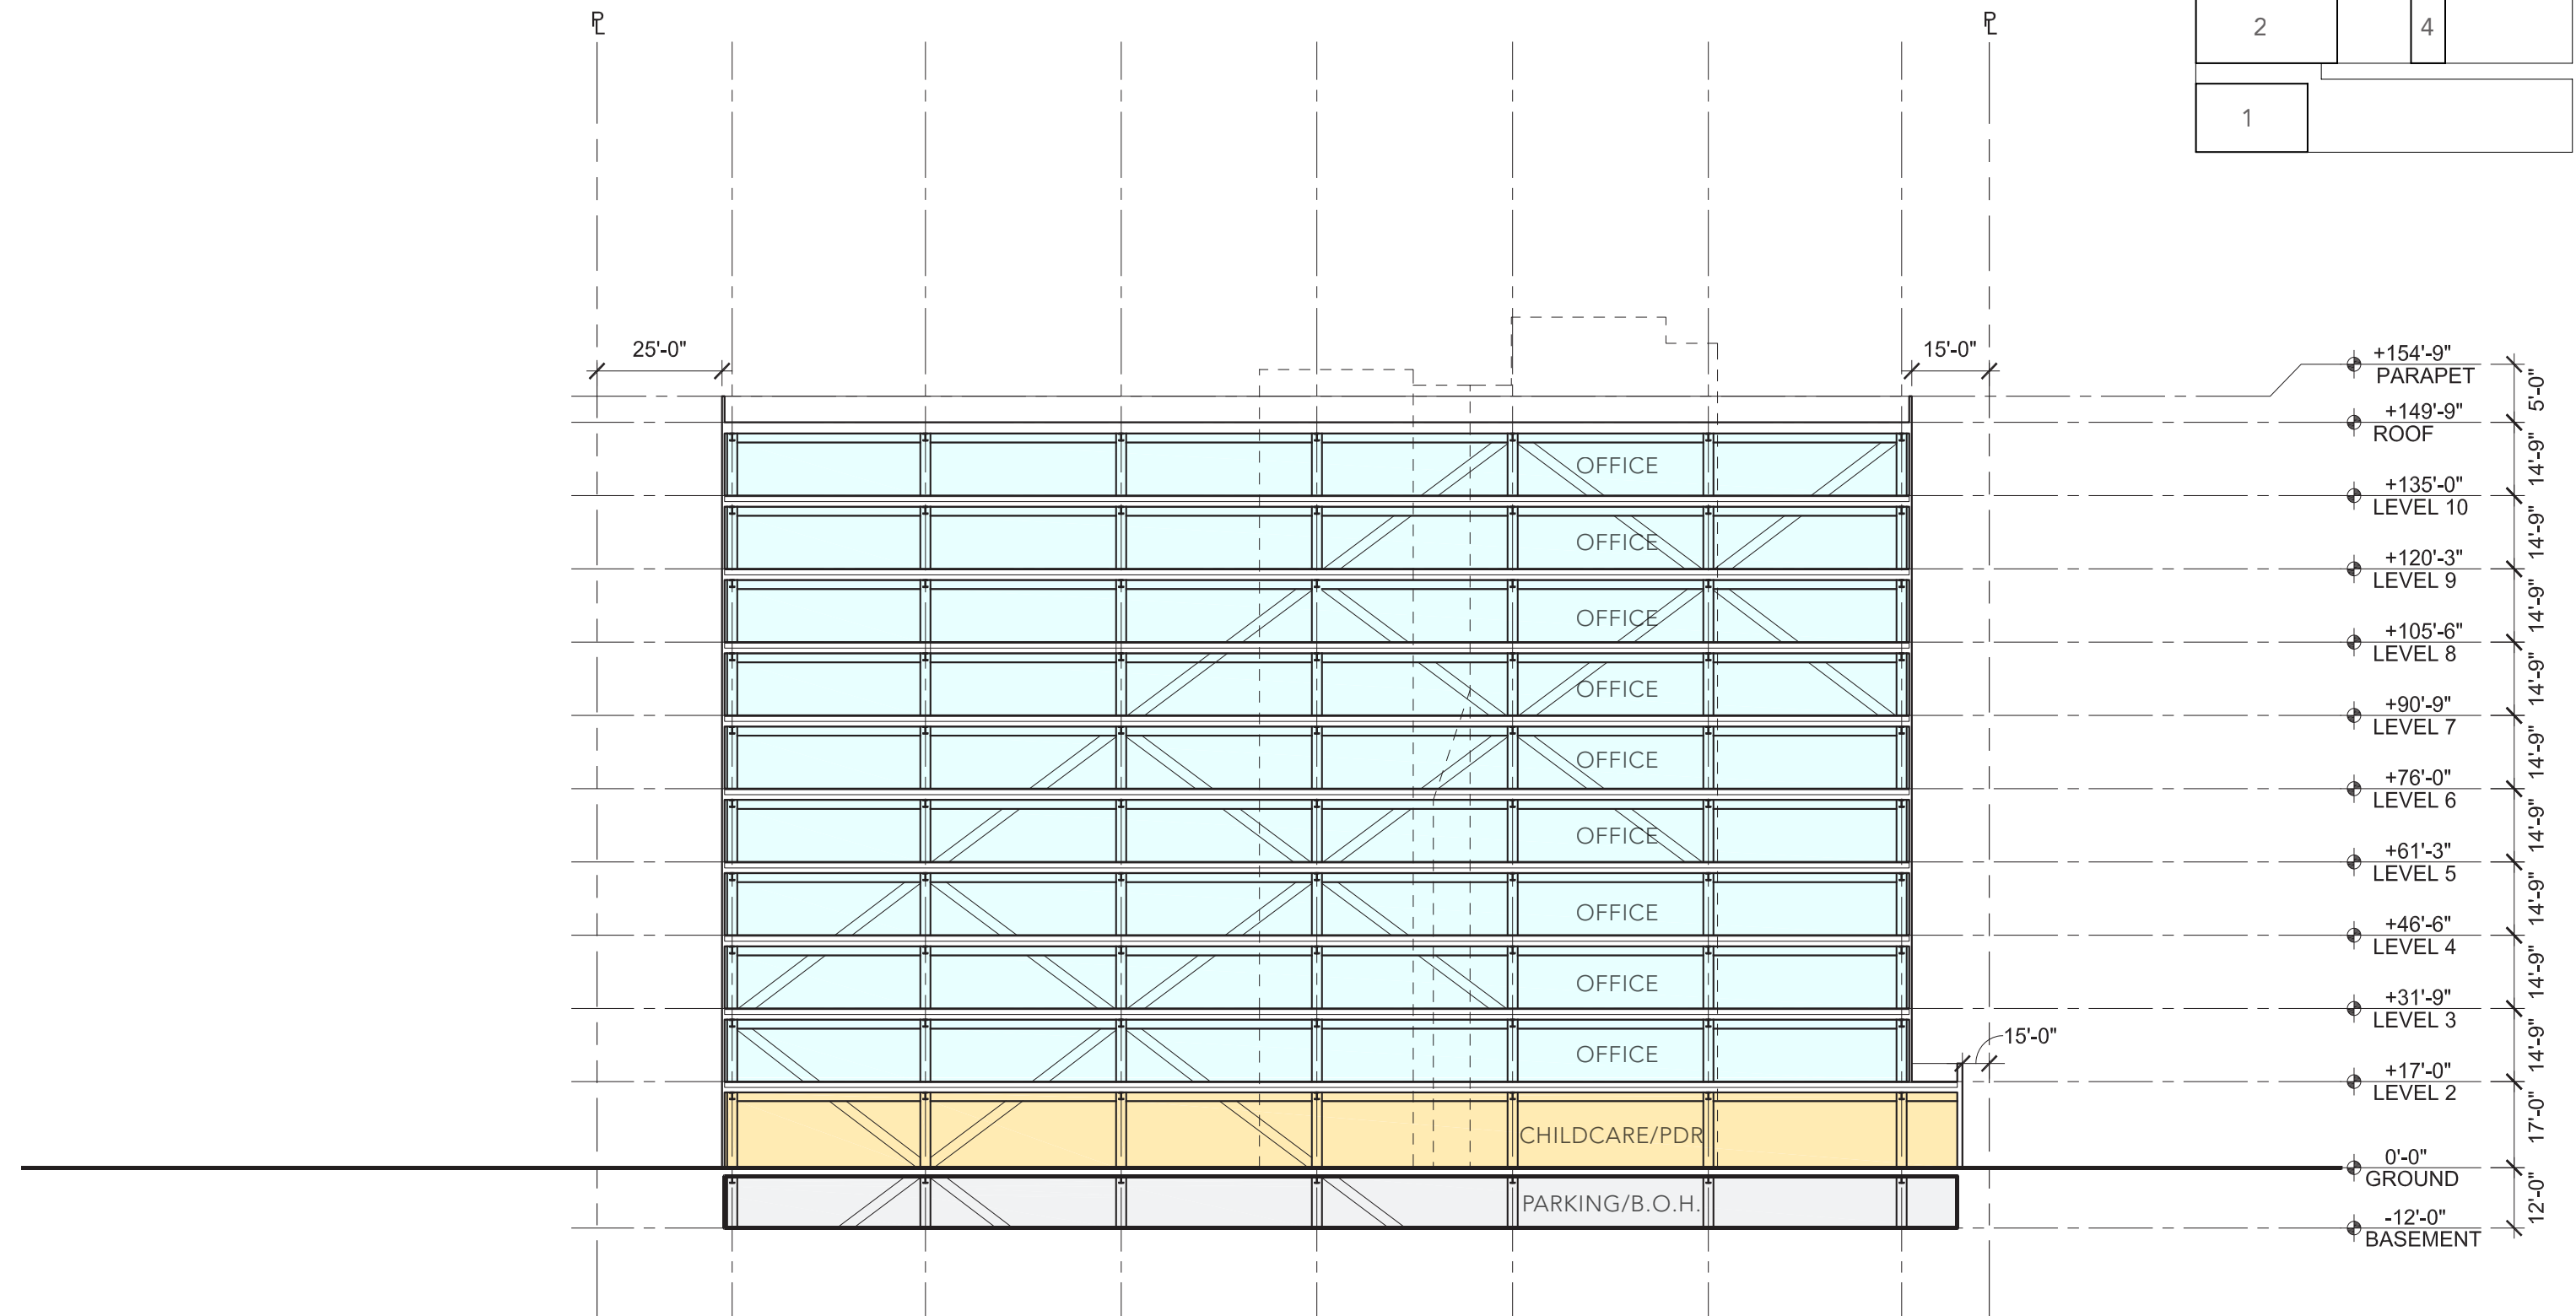 PL
PL
2
4
1
25'-0"
15'-0"
+154'-9"
PARAPET
5'-0"
+149'-9"
ROOF
14'-9"
OFFICE
+135'-0"
LEVEL 10
14'-9"
OFFICE
+120'-3"
LEVEL 9
14'-9"
OFFICE
+105'-6"
LEVEL 8
14'-9"
OFFICE
+90'-9"
LEVEL 7
14'-9"
OFFICE
+76'-0"
LEVEL 6
14'-9"
OFFICE
+61'-3"
LEVEL 5
14'-9"
OFFICE
+46'-6"
LEVEL 4
14'-9"
OFFICE
+31'-9"
LEVEL 3
14'-9"
OFFICE
15'-0"
+17'-0"
LEVEL 2
17'-0"
CHILDCARE/PDR
0'-0"
GROUND
12'-0"
PARKING/B.O.H.
-12'-0"
BASEMENT